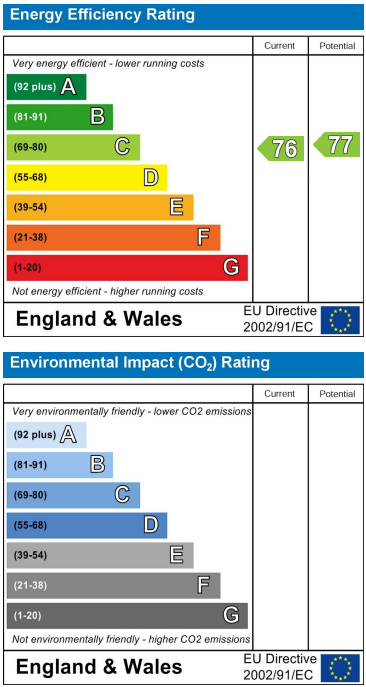 Energy Efficiency Rating
Current Potential
Very energy efficient - lower running costs
(92 plus) A
(81-91) B
(69-80) C
76 77
(55-68) D
(39-54) E
(21-38) F
(1-20) G
Not energy efficient - higher running costs
England & Wales
EU Directive
2002/91/EC
Environmental Impact (CO₂) Rating
Current Potential
Very environmentally friendly - lower CO2 emissions
(92 plus) A
(81-91) B
(69-80) C
(55-68) D
(39-54) E
(21-38) F
(1-20) G
Not environmentally friendly - higher CO2 emissions
England & Wales
EU Directive
2002/91/EC